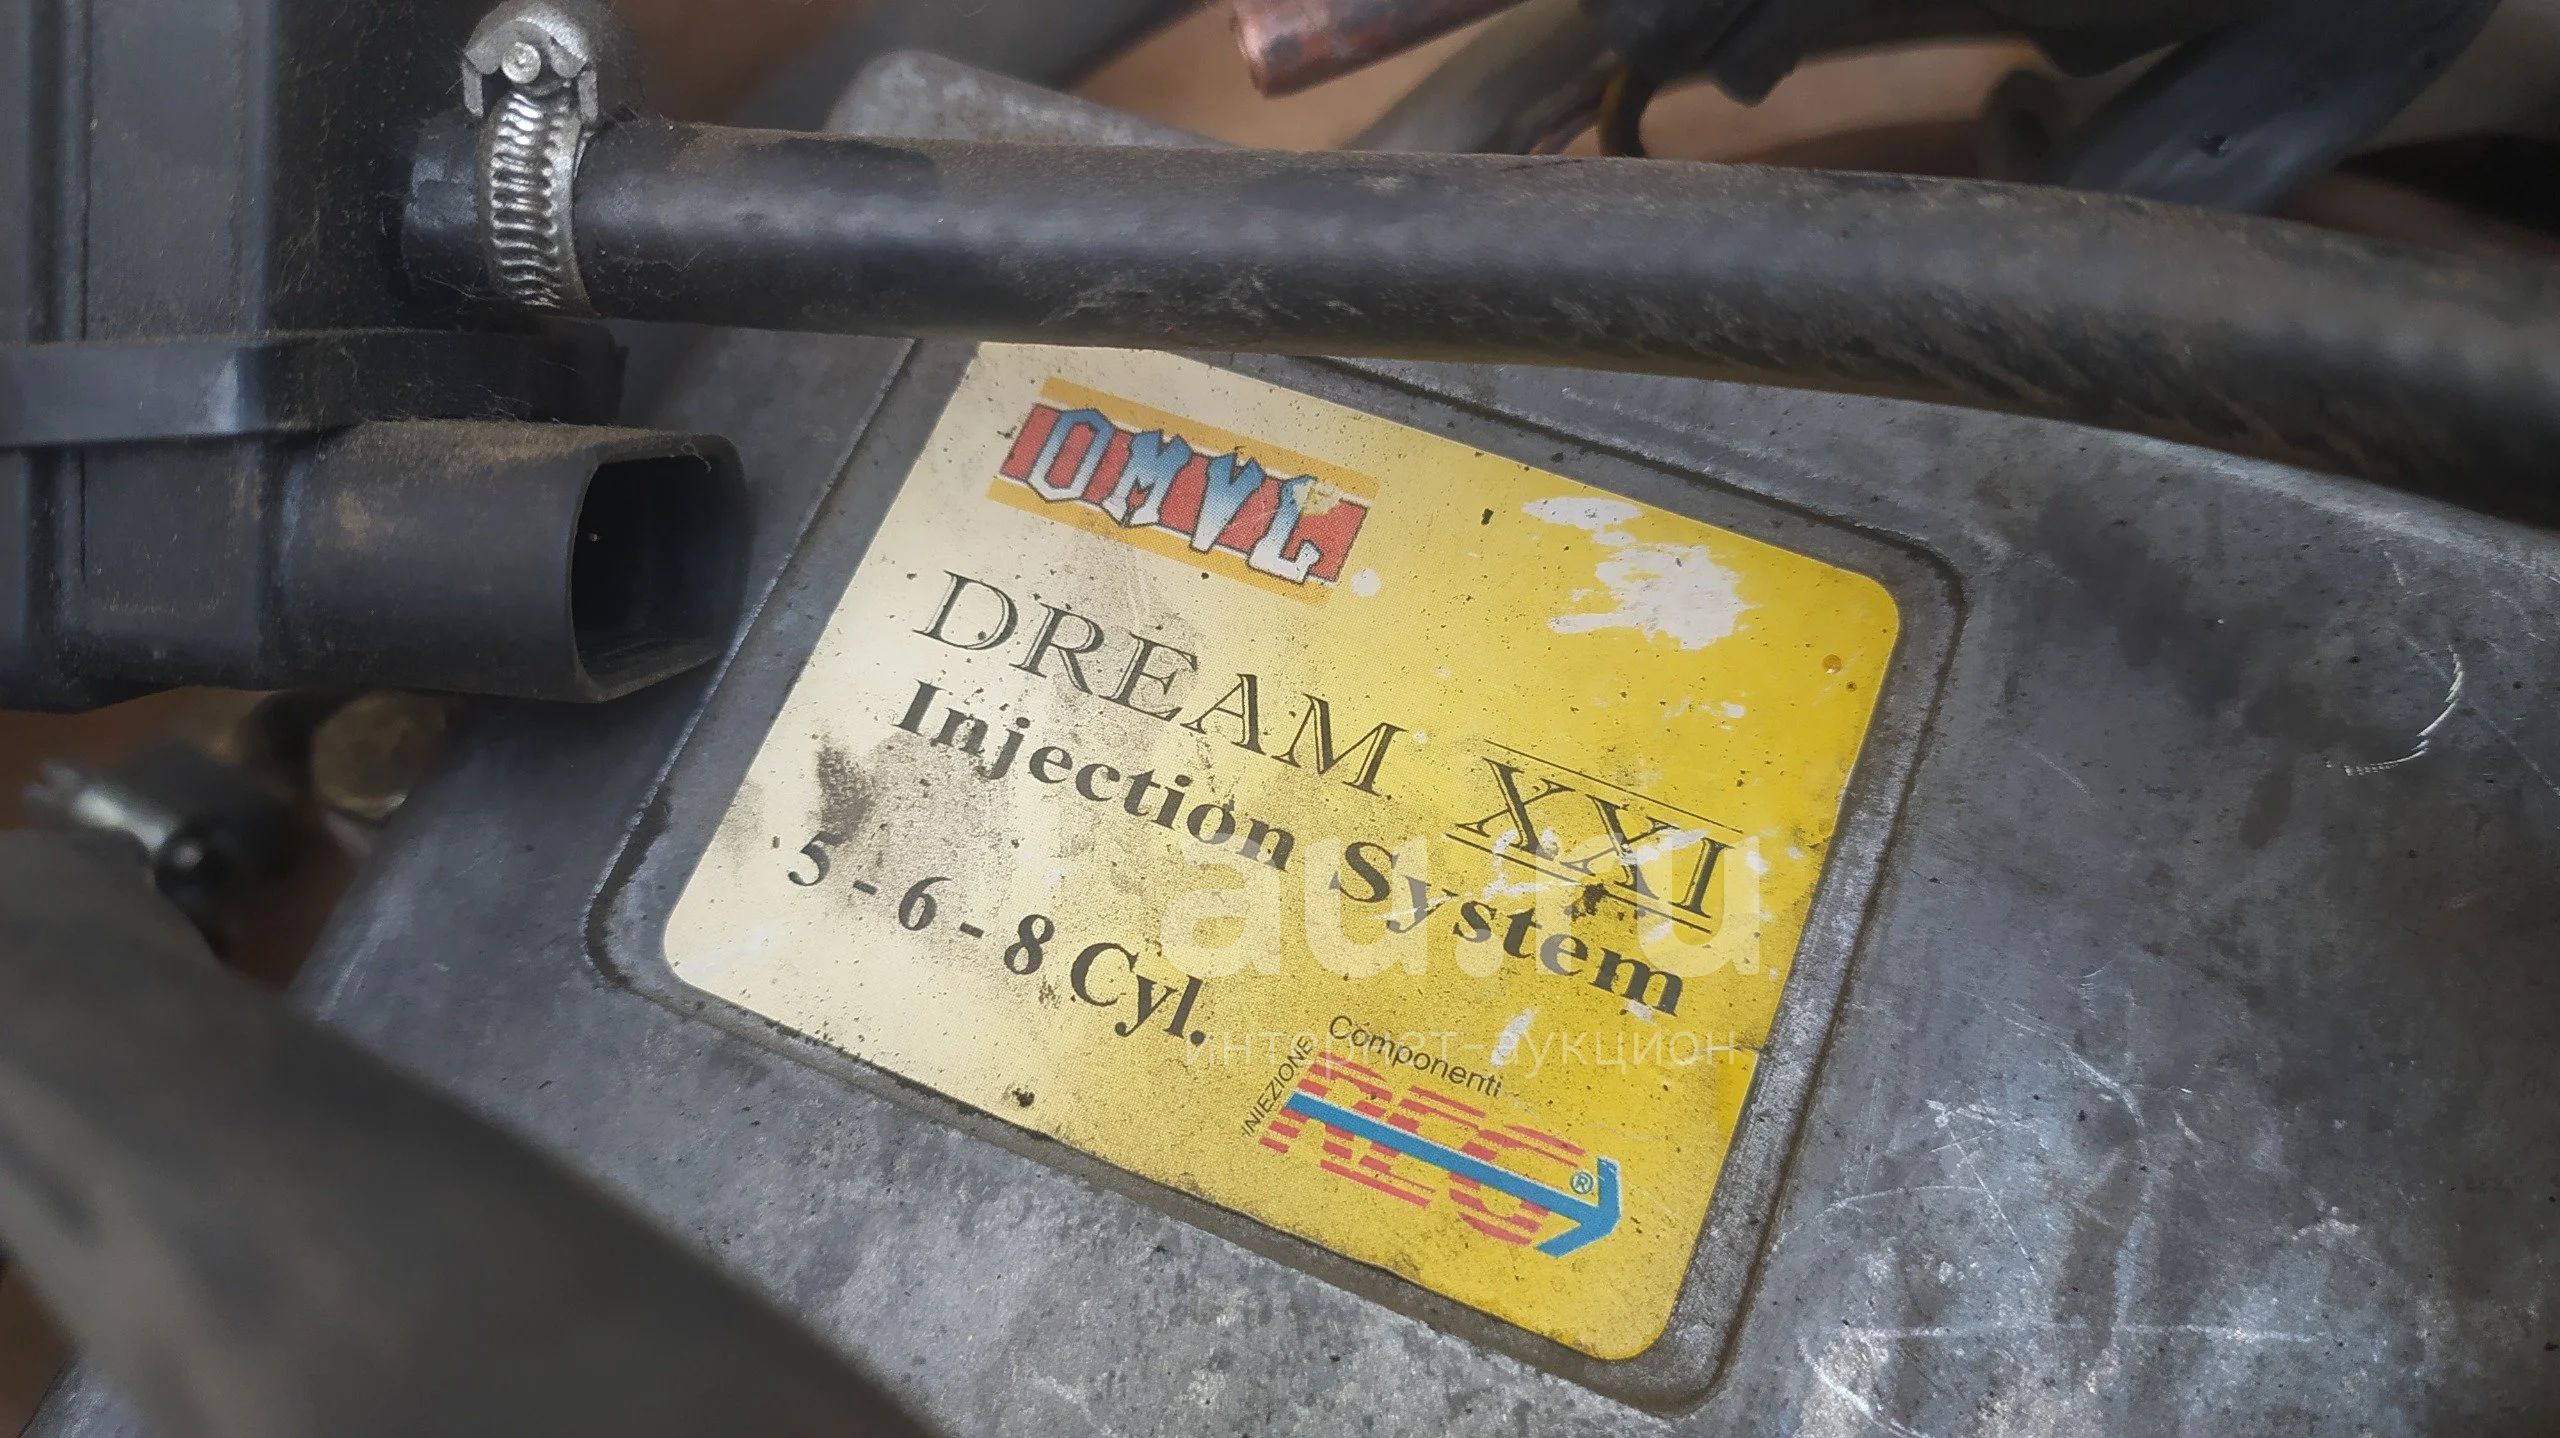 OMVL
DREAM XXI
Injection System
5 - 6 - 8 Cyl.
au.ru
интернет-аукцион
INIEZIONE Componenti
REG®